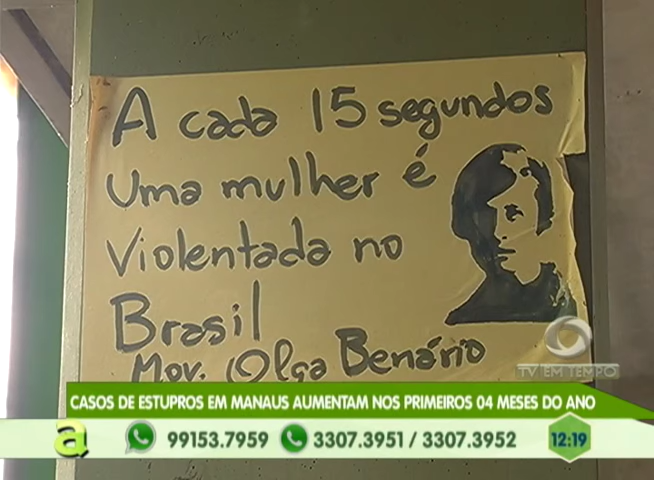 A cada 15 segundos
Uma mulher é
Violentada no
Brasil
Mov. Olga Benário
TV EM TEMPO
CASOS DE ESTUPROS EM MANAUS AUMENTAM NOS PRIMEIROS 04 MESES DO ANO
a 99153.7959 3307.3951 / 3307.3952 12:19